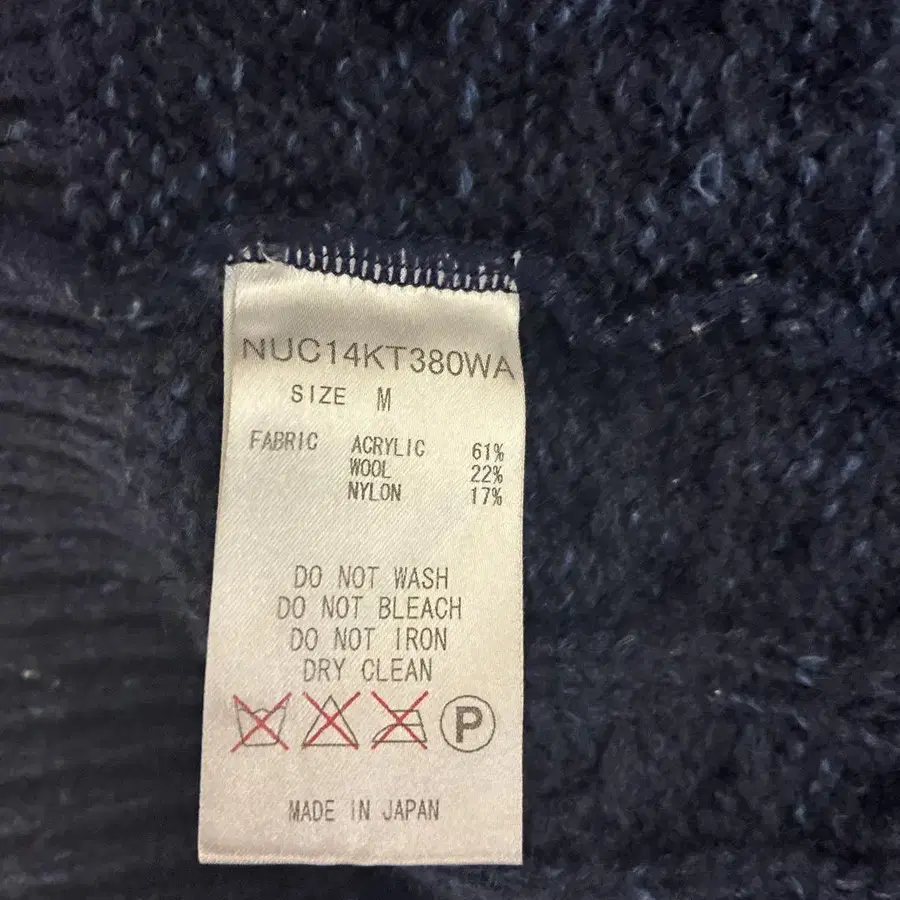 NUC14KT380WA
SIZE M
FABRIC ACRYLIC 61%
WOOL 22%
NYLON 17%
DO NOT WASH
DO NOT BLEACH
DO NOT IRON
DRY CLEAN
P
MADE IN JAPAN